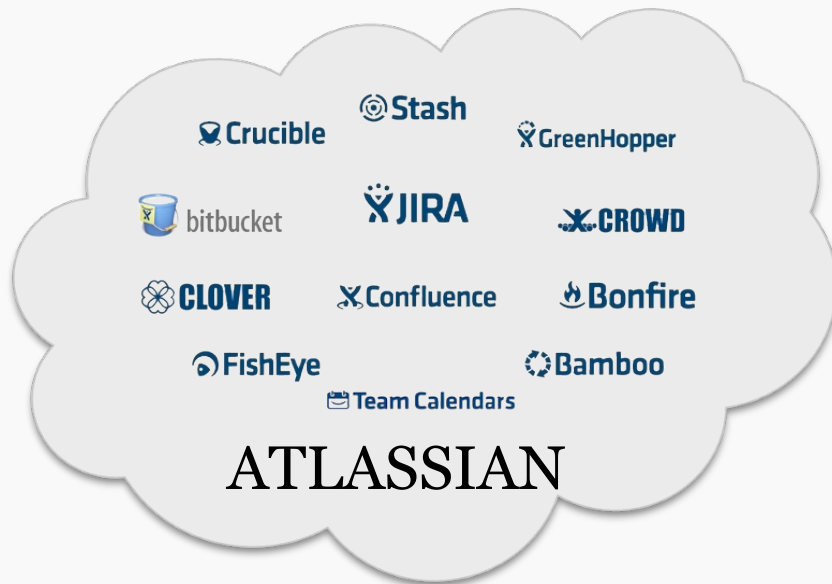 Stash
Crucible
GreenHopper
bitbucket
JIRA
CROWD
CLOVER
Confluence
Bonfire
FishEye
Bamboo
Team Calendars
ATLASSIAN